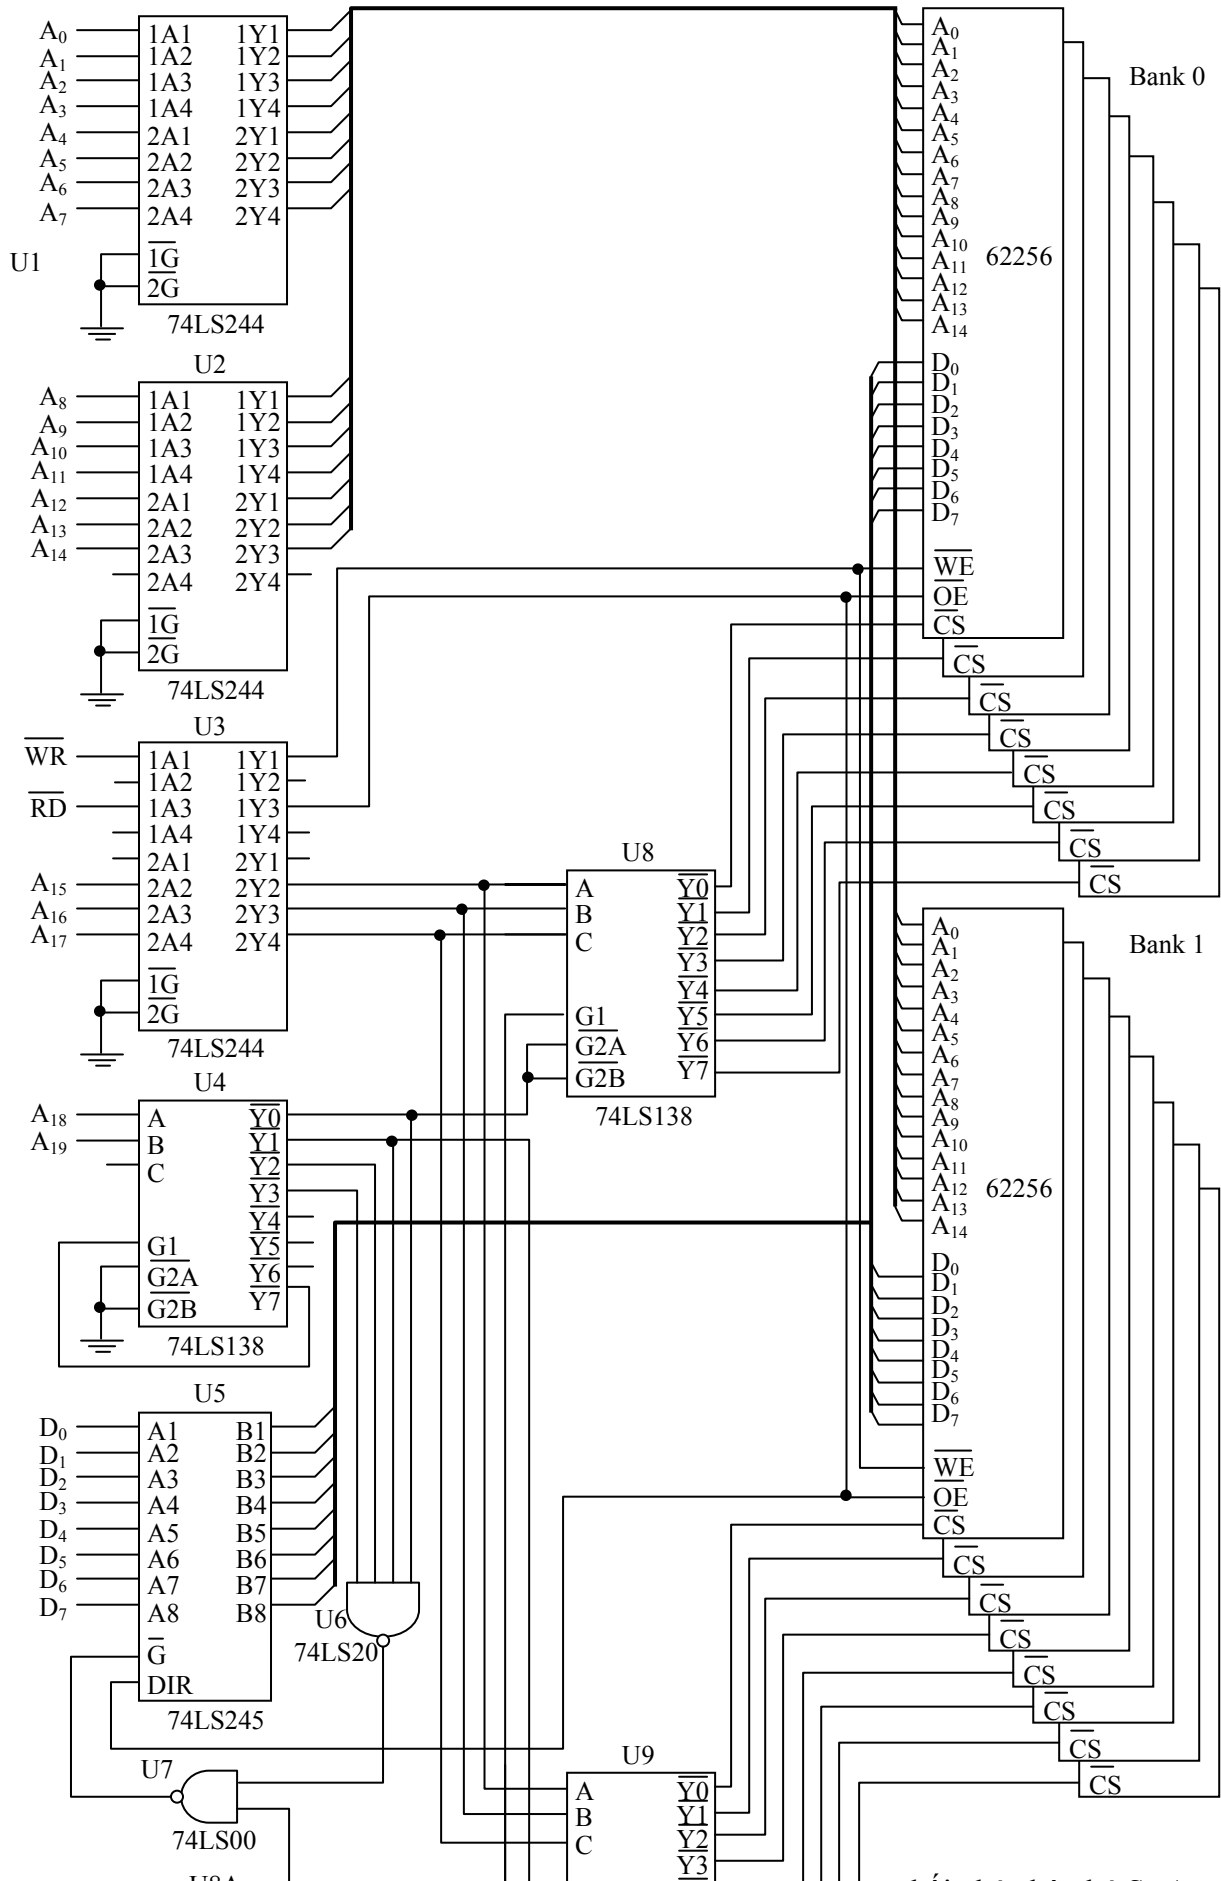 A0 1A1 1Y1
A1 1A2 1Y2
A2 1A3 1Y3
A3 1A4 1Y4
A4 2A1 2Y1
A5 2A2 2Y2
A6 2A3 2Y3
A7 2A4 2Y4
U1
1G
2G
74LS244
U2
A8 1A1 1Y1
A9 1A2 1Y2
A10 1A3 1Y3
A11 1A4 1Y4
A12 2A1 2Y1
A13 2A2 2Y2
A14 2A3 2Y3
2A4 2Y4
1G
2G
74LS244
U3
WR 1A1 1Y1
1A2 1Y2
RD 1A3 1Y3
1A4 1Y4
2A1 2Y1
A15 2A2 2Y2
A16 2A3 2Y3
A17 2A4 2Y4
1G
2G
74LS244
U4
A18 A Y0
A19 B Y1
C Y2
Y3
Y4
G1 Y5
G2A Y6
G2B Y7
74LS138
U5
D0 A1 B1
D1 A2 B2
D2 A3 B3
D3 A4 B4
D4 A5 B5
D5 A6 B6
D6 A7 B7
D7 A8 B8
G
DIR
74LS245
U6
74LS20
U7
74LS00
U8
A Y0
B Y1
C Y2
Y3
Y4
G1 Y5
G2A Y6
G2B Y7
74LS138
U9
A Y0
B Y1
C Y2
Y3
Bank 0
A0
A1
A2
A3
A4
A5
A6
A7
A8
A9
A10
A11
A12
A13
A14
62256
D0
D1
D2
D3
D4
D5
D6
D7
WE
OE
CS
CS
CS
CS
CS
CS
CS
CS
Bank 1
A0
A1
A2
A3
A4
A5
A6
A7
A8
A9
A10
A11
A12
A13
A14
62256
D0
D1
D2
D3
D4
D5
D6
D7
WE
OE
CS
CS
CS
CS
CS
CS
CS
CS